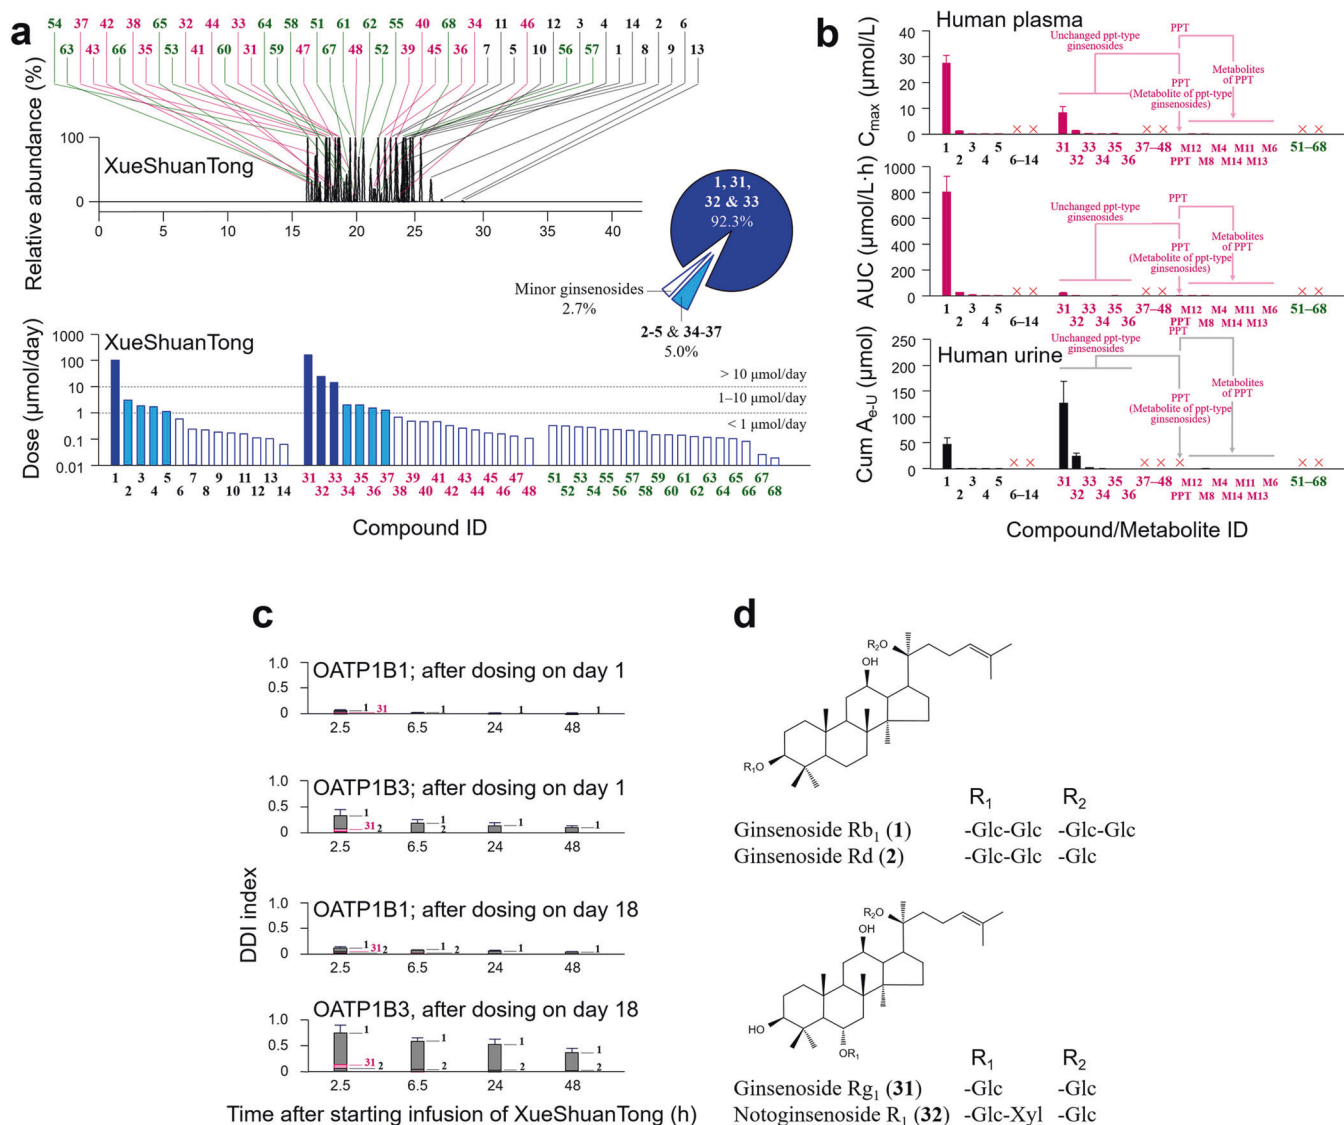 a
54 37 42 38 65 32 44 33 64 58 51 61 62 55 40 68 34 11 46 12 3 4 14 2 6
63 43 66 35 53 41 60 31 59 47 67 48 52 39 45 36 7 5 10 56 57 1 8 9 13
Relative abundance (%)
100
0
XueShuanTong
0 5 10 15 20 25 30 35 40
1, 31,
32 & 33
92.3%
Minor ginsenosides
2.7%
2-5 & 34-37
5.0%
Dose (μmol/day)
1000
100
10
1
0.1
0.01
XueShuanTong
> 10 μmol/day
1–10 μmol/day
< 1 μmol/day
1 3 5 7 9 11 13 31 33 35 37 39 41 43 45 47 51 53 55 57 59 61 63 65 67
2 4 6 8 10 12 14 32 34 36 38 40 42 44 46 48 52 54 56 58 60 62 64 66 68
Compound ID
b
Human plasma
Cmax (μmol/L)
40
30
20
10
0
Unchanged ppt-type
ginsenosides
PPT
PPT
(Metabolite of ppt-type
ginsenosides)
Metabolites
of PPT
1 3 5 31 33 35 37–48 M12 M4 M11 M6 51–68
2 4 6–14 32 34 36 PPT M8 M14 M13
AUC (μmol/L·h)
1000
800
600
400
200
0
Unchanged ppt-type
ginsenosides
PPT
PPT
(Metabolite of ppt-type
ginsenosides)
Metabolites
of PPT
1 3 5 31 33 35 37–48 M12 M4 M11 M6 51–68
2 4 6–14 32 34 36 PPT M8 M14 M13
Human urine
Cum Ae-U (μmol)
250
200
150
100
50
0
Unchanged ppt-type
ginsenosides
PPT
PPT
(Metabolite of ppt-type
ginsenosides)
Metabolites
of PPT
1 3 5 31 33 35 37–48 M12 M4 M11 M6 51–68
2 4 6–14 32 34 36 PPT M8 M14 M13
Compound/Metabolite ID
c
DDI index
OATP1B1; after dosing on day 1
1.0
0.5
0
1 31 1 1 1
2.5 6.5 24 48
OATP1B3; after dosing on day 1
1.0
0.5
0
1 31 2 1 2 1 1
2.5 6.5 24 48
OATP1B1; after dosing on day 18
1.0
0.5
0
1 31 2 1 2 1 1
2.5 6.5 24 48
OATP1B3, after dosing on day 18
1.0
0.5
0
1 31 2 1 2 1 2 1 2
2.5 6.5 24 48
Time after starting infusion of XueShuanTong (h)
d
R2O
OH
R1O
R1 R2
Ginsenoside Rb1 (1) -Glc-Glc -Glc-Glc
Ginsenoside Rd (2) -Glc-Glc -Glc
R2O
OH
HO
OR1
R1 R2
Ginsenoside Rg1 (31) -Glc -Glc
Notoginsenoside R1 (32) -Glc-Xyl -Glc